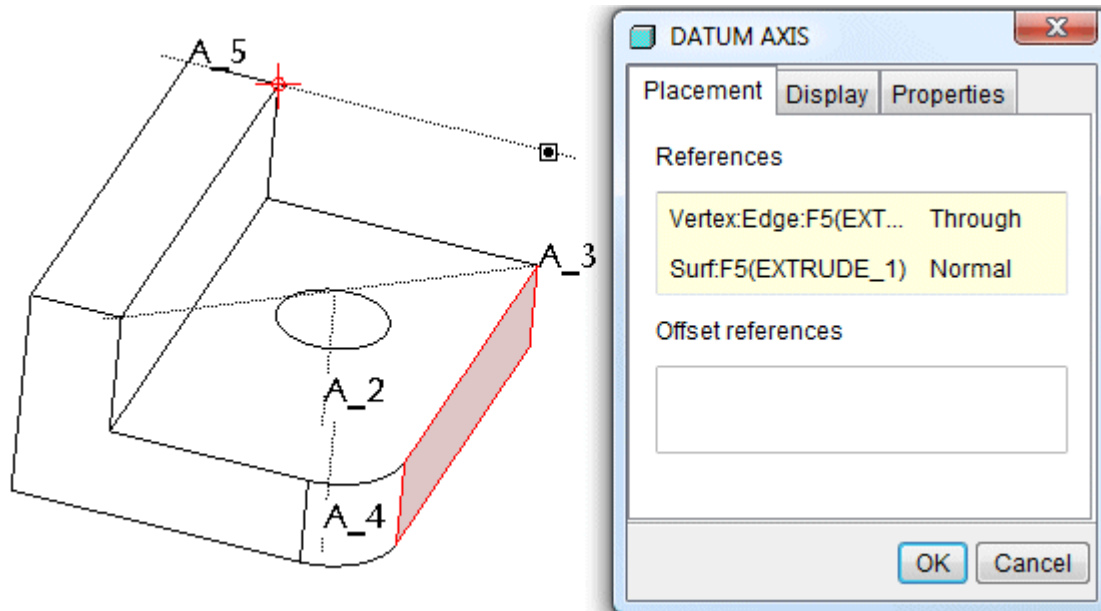 A_5
A_3
A_2
A_4
DATUM AXIS
Placement Display Properties
References
Vertex:Edge:F5(EXT... Through
Surf:F5(EXTRUDE_1) Normal
Offset references
OK Cancel